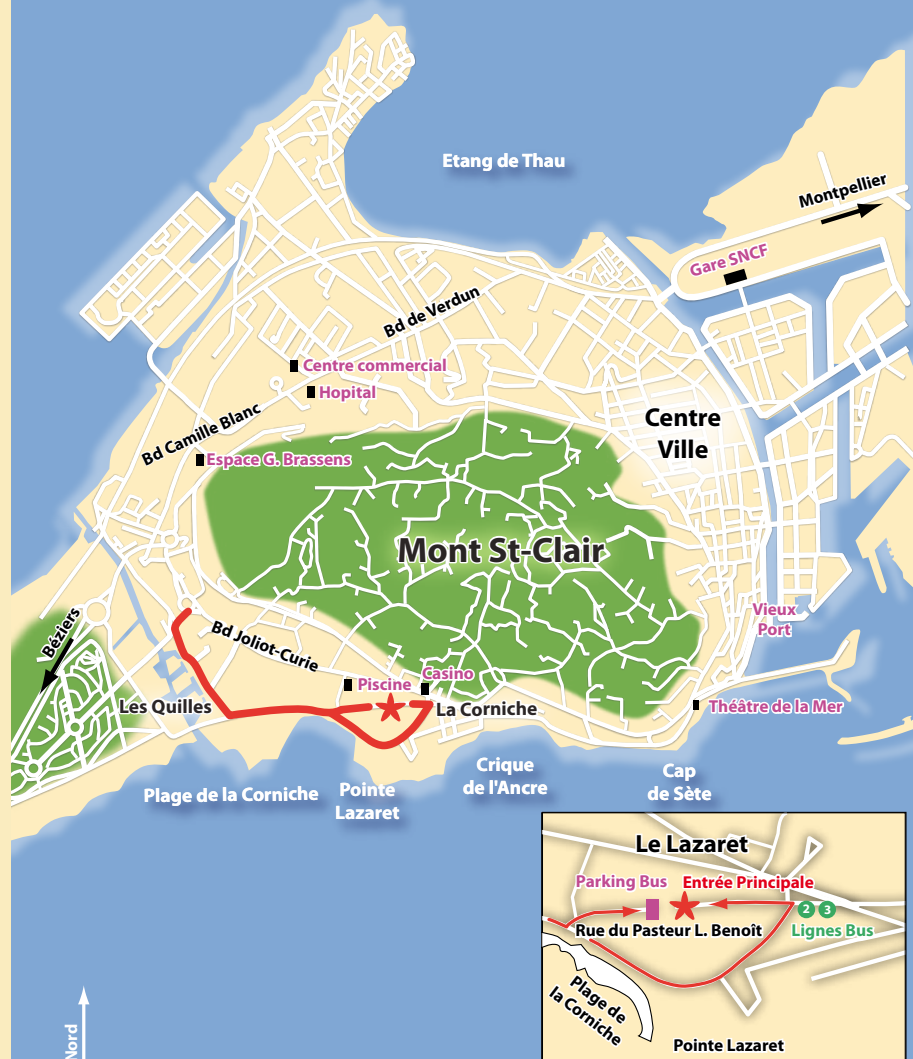 Etang de Thau
Montpellier
Gare SNCF
Bd de Verdun
Centre commercial
Hopital
Bd Camille Blanc
Espace G. Brassens
Centre
Ville
Mont St-Clair
Vieux
Port
Béziers
Bd Joliot-Curie
Casino
Piscine
Les Quilles
La Corniche
Théâtre de la Mer
Plage de la Corniche
Pointe
Lazaret
Crique
de l'Ancre
Cap
de Sète
Le Lazaret
Parking Bus
Entrée Principale
2 3
Rue du Pasteur L. Benoît
Lignes Bus
Plage de
la Corniche
Pointe Lazaret
Nord